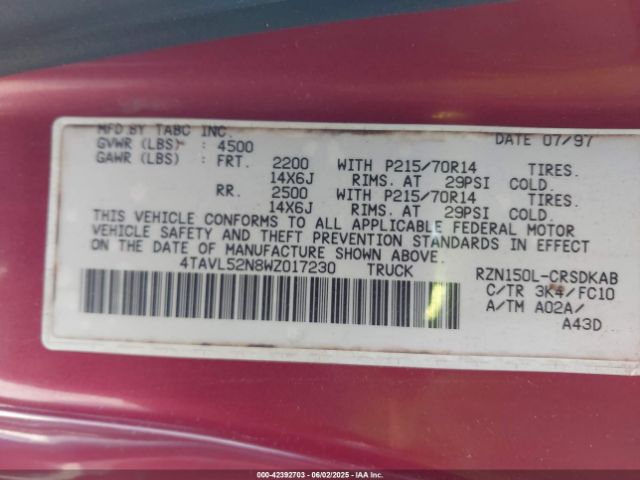 MFD.BY TABC INC. DATE 07/97
GVWR (LBS) 4500
GAWR (LBS) FRT. 2200 WITH P215/70R14 TIRES.
14X6J RIMS. AT 29PSI COLD.
RR. 2500 WITH P215/70R14 TIRES.
14X6J RIMS. AT 29PSI COLD.
THIS VEHICLE CONFORMS TO ALL APPLICABLE FEDERAL MOTOR
VEHICLE SAFETY AND THEFT PREVENTION STANDARDS IN EFFECT
ON THE DATE OF MANUFACTURE SHOWN ABOVE.
4TAVL52N8WZ017230 TRUCK RZN150L-CRSDKAB
C/TR 3K4/FC10
A/TM A02A/
A43D
000-42392703 - 06/02/2025 - IAAI.com